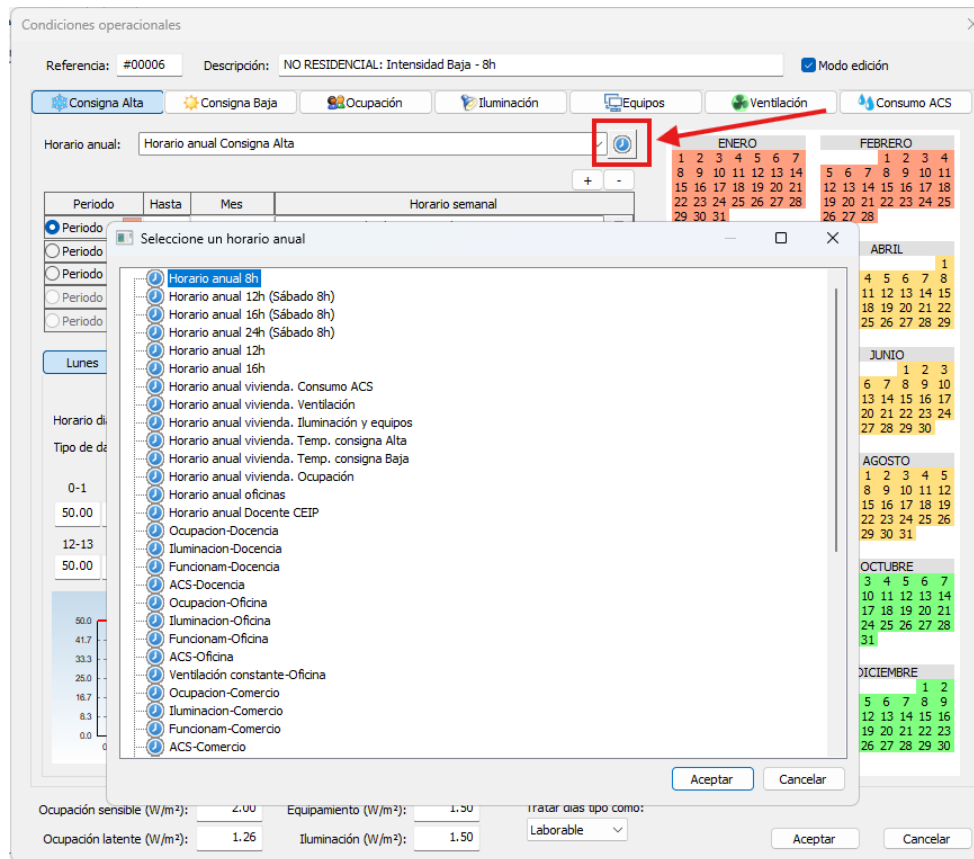 Condiciones operacionales
Referencia: #00006 Descripción: NO RESIDENCIAL: Intensidad Baja - 8h Modo edición
Consigna Alta Consigna Baja Ocupación Iluminación Equipos Ventilación Consumo ACS
Horario anual: Horario anual Consigna Alta
+ -
Periodo Hasta Mes Horario semanal
Periodo
Periodo
Periodo
Periodo
Periodo
Seleccione un horario anual
Horario anual 8h
Horario anual 12h (Sábado 8h)
Horario anual 16h (Sábado 8h)
Horario anual 24h (Sábado 8h)
Horario anual 12h
Horario anual 16h
Horario anual vivienda. Consumo ACS
Horario anual vivienda. Ventilación
Horario anual vivienda. Iluminación y equipos
Horario anual vivienda. Temp. consigna Alta
Horario anual vivienda. Temp. consigna Baja
Horario anual vivienda. Ocupación
Horario anual oficinas
Horario anual Docente CEIP
Ocupacion-Docencia
Iluminacion-Docencia
Funcionam-Docencia
ACS-Docencia
Ocupacion-Oficina
Iluminacion-Oficina
Funcionam-Oficina
ACS-Oficina
Ventilación constante-Oficina
Ocupacion-Comercio
Iluminacion-Comercio
Funcionam-Comercio
ACS-Comercio
Aceptar Cancelar
Lunes
Horario di
Tipo de da
0-1
50.00
12-13
50.00
50.0
41.7
33.3
25.0
16.7
8.3
0.0
0
ENERO
1 2 3 4 5 6 7
8 9 10 11 12 13 14
15 16 17 18 19 20 21
22 23 24 25 26 27 28
29 30 31
FEBRERO
1 2 3 4
5 6 7 8 9 10 11
12 13 14 15 16 17 18
19 20 21 22 23 24 25
26 27 28
ABRIL
1
4 5 6 7 8
11 12 13 14 15
18 19 20 21 22
25 26 27 28 29
JUNIO
1 2 3
6 7 8 9 10
13 14 15 16 17
20 21 22 23 24
27 28 29 30
AGOSTO
1 2 3 4 5
8 9 10 11 12
15 16 17 18 19
22 23 24 25 26
29 30 31
OCTUBRE
3 4 5 6 7
10 11 12 13 14
17 18 19 20 21
24 25 26 27 28
31
DICIEMBRE
1 2
5 6 7 8 9
12 13 14 15 16
19 20 21 22 23
26 27 28 29 30
Ocupación sensible (W/m²): 2.00 Equipamiento (W/m²): 1.50 Tratar días tipo como:
Ocupación latente (W/m²): 1.26 Iluminación (W/m²): 1.50 Laborable
Aceptar Cancelar